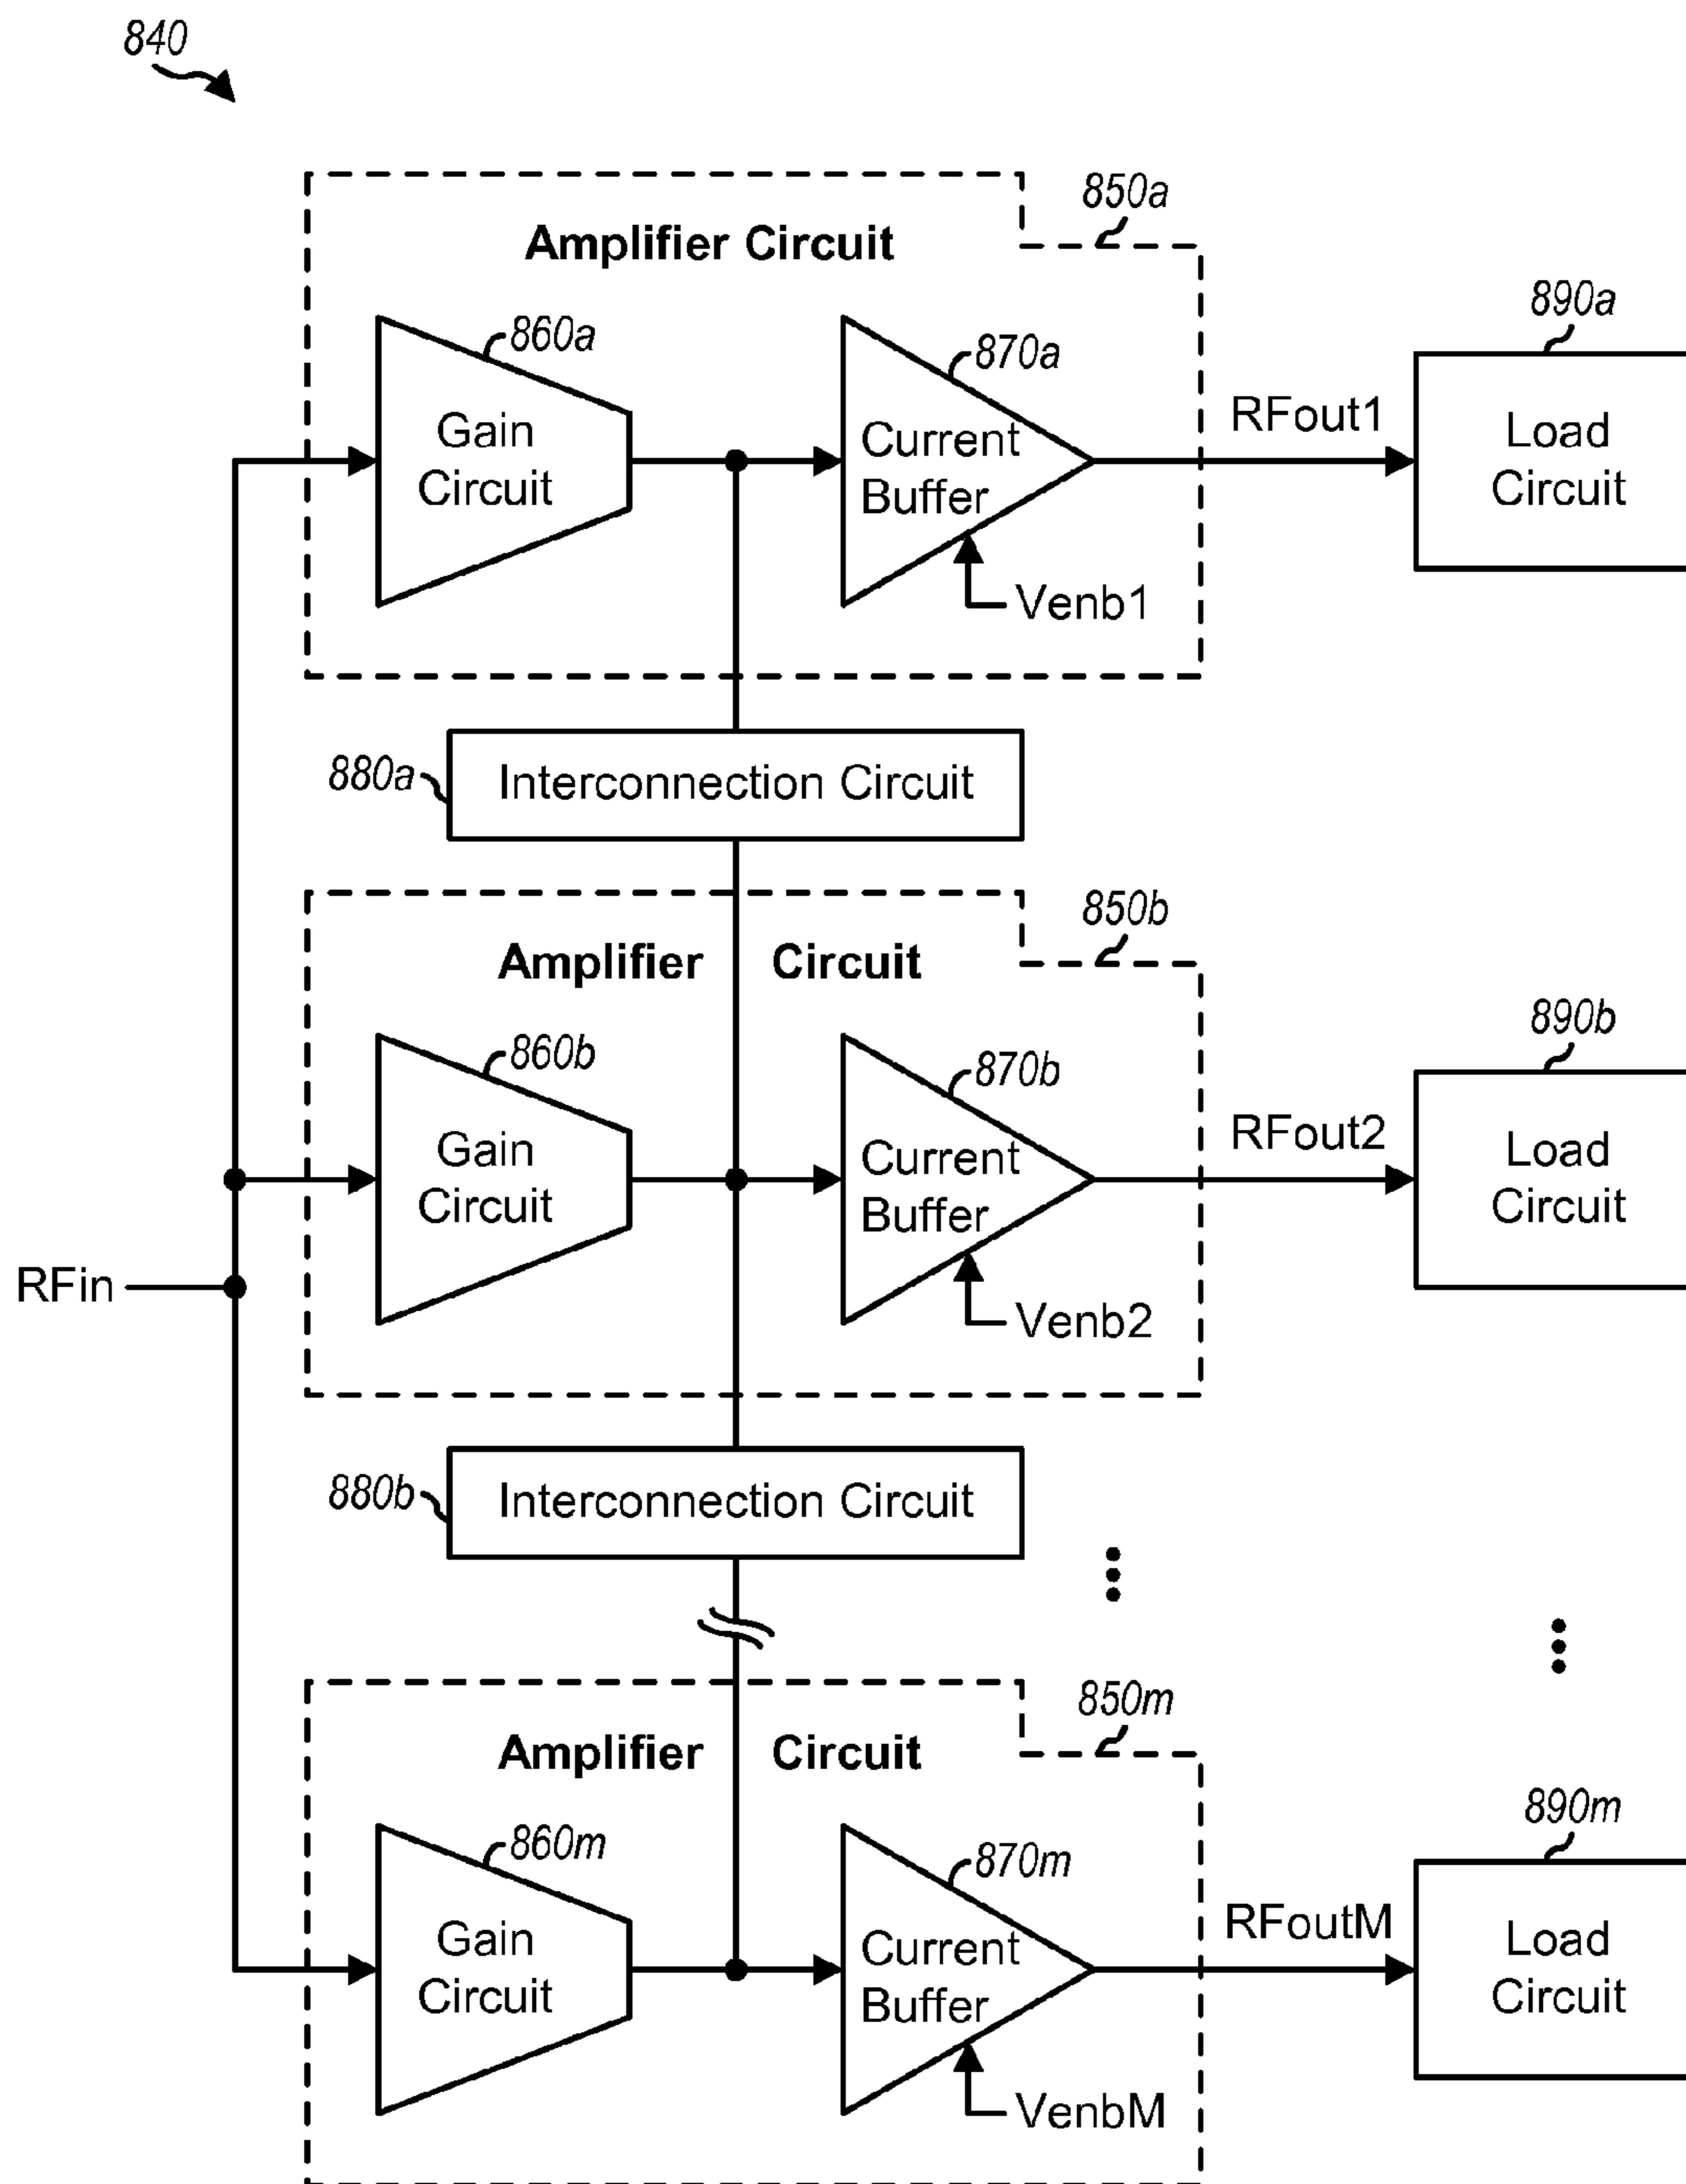 840
850a
Amplifier Circuit
860a
870a
890a
Gain
Circuit
Current
Buffer
RFout1
Load
Circuit
Venb1
880a
Interconnection Circuit
850b
Amplifier Circuit
860b
870b
890b
Gain
Circuit
Current
Buffer
RFout2
Load
Circuit
RFin
Venb2
880b
Interconnection Circuit
850m
Amplifier Circuit
860m
870m
890m
Gain
Circuit
Current
Buffer
RFoutM
Load
Circuit
VenbM